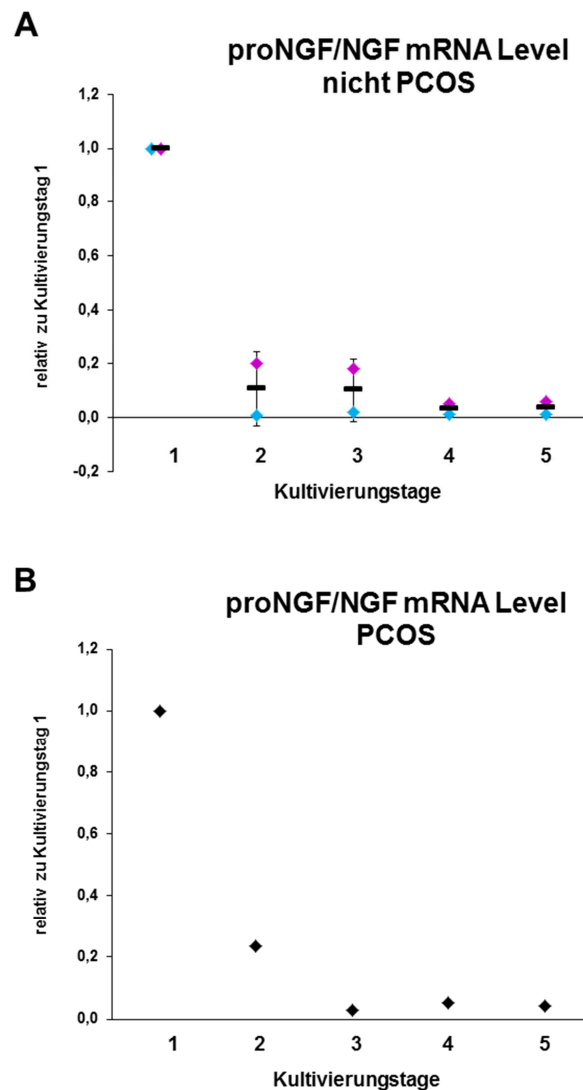 A
proNGF/NGF mRNA Level
nicht PCOS
1,2
1,0
0,8
0,6
0,4
0,2
0,0
-0,2
relativ zu Kultivierungstag 1
1 2 3 4 5
Kultivierungstage
B
proNGF/NGF mRNA Level
PCOS
1,2
1,0
0,8
0,6
0,4
0,2
0,0
relativ zu Kultivierungstag 1
1 2 3 4 5
Kultivierungstage